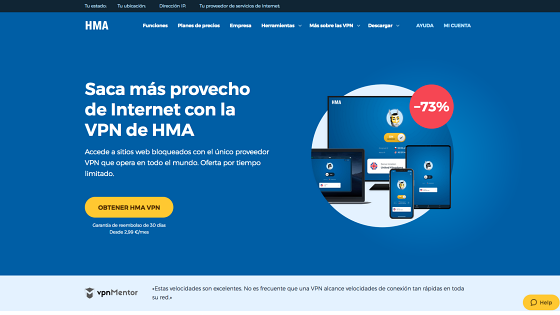 Tu estado: Tu ubicación: Dirección IP: Tu proveedor de servicios de Internet:
HMA Funciones Planes de precios Empresa Herramientas Más sobre las VPN Descargar AYUDA MI CUENTA
Saca más provecho
de Internet con la
VPN de HMA
Accede a sitios web bloqueados con el único proveedor
VPN que opera en todo el mundo. Oferta por tiempo
limitado.
OBTENER HMA VPN
Garantía de reembolso de 30 días
Desde 2,99 €/mes
HMA
-73%
vpnMentor
«Estas velocidades son excelentes. No es frecuente que una VPN alcance velocidades de conexión tan rápidas en toda
su red.»
Help